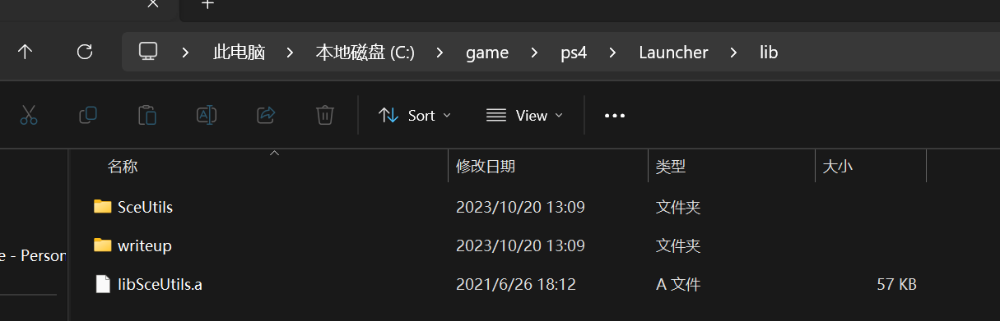 此电脑 本地磁盘 (C:) game ps4 Launcher lib
Sort View
名称 修改日期 类型 大小
SceUtils 2023/10/20 13:09 文件夹
writeup 2023/10/20 13:09 文件夹
e - Person
libSceUtils.a 2021/6/26 18:12 A 文件 57 KB